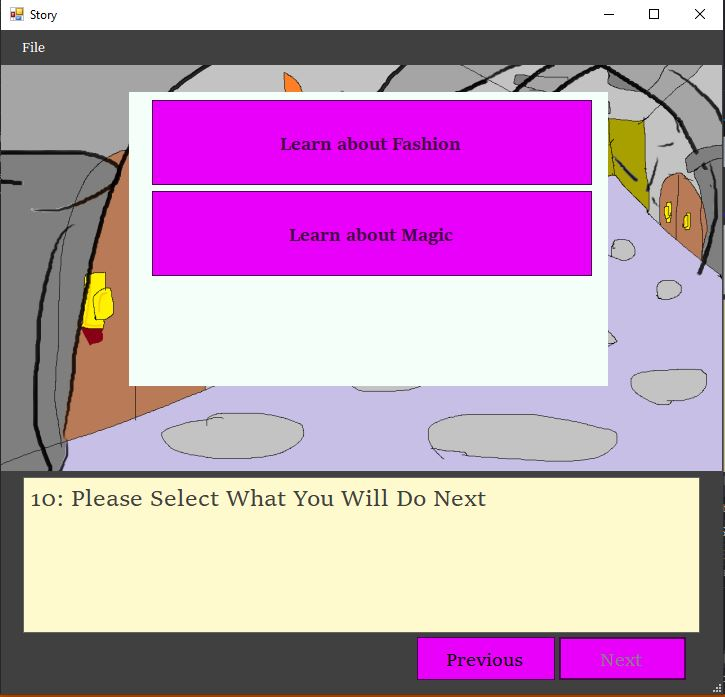 Story
File
Learn about Fashion
Learn about Magic
10: Please Select What You Will Do Next
Previous
Next